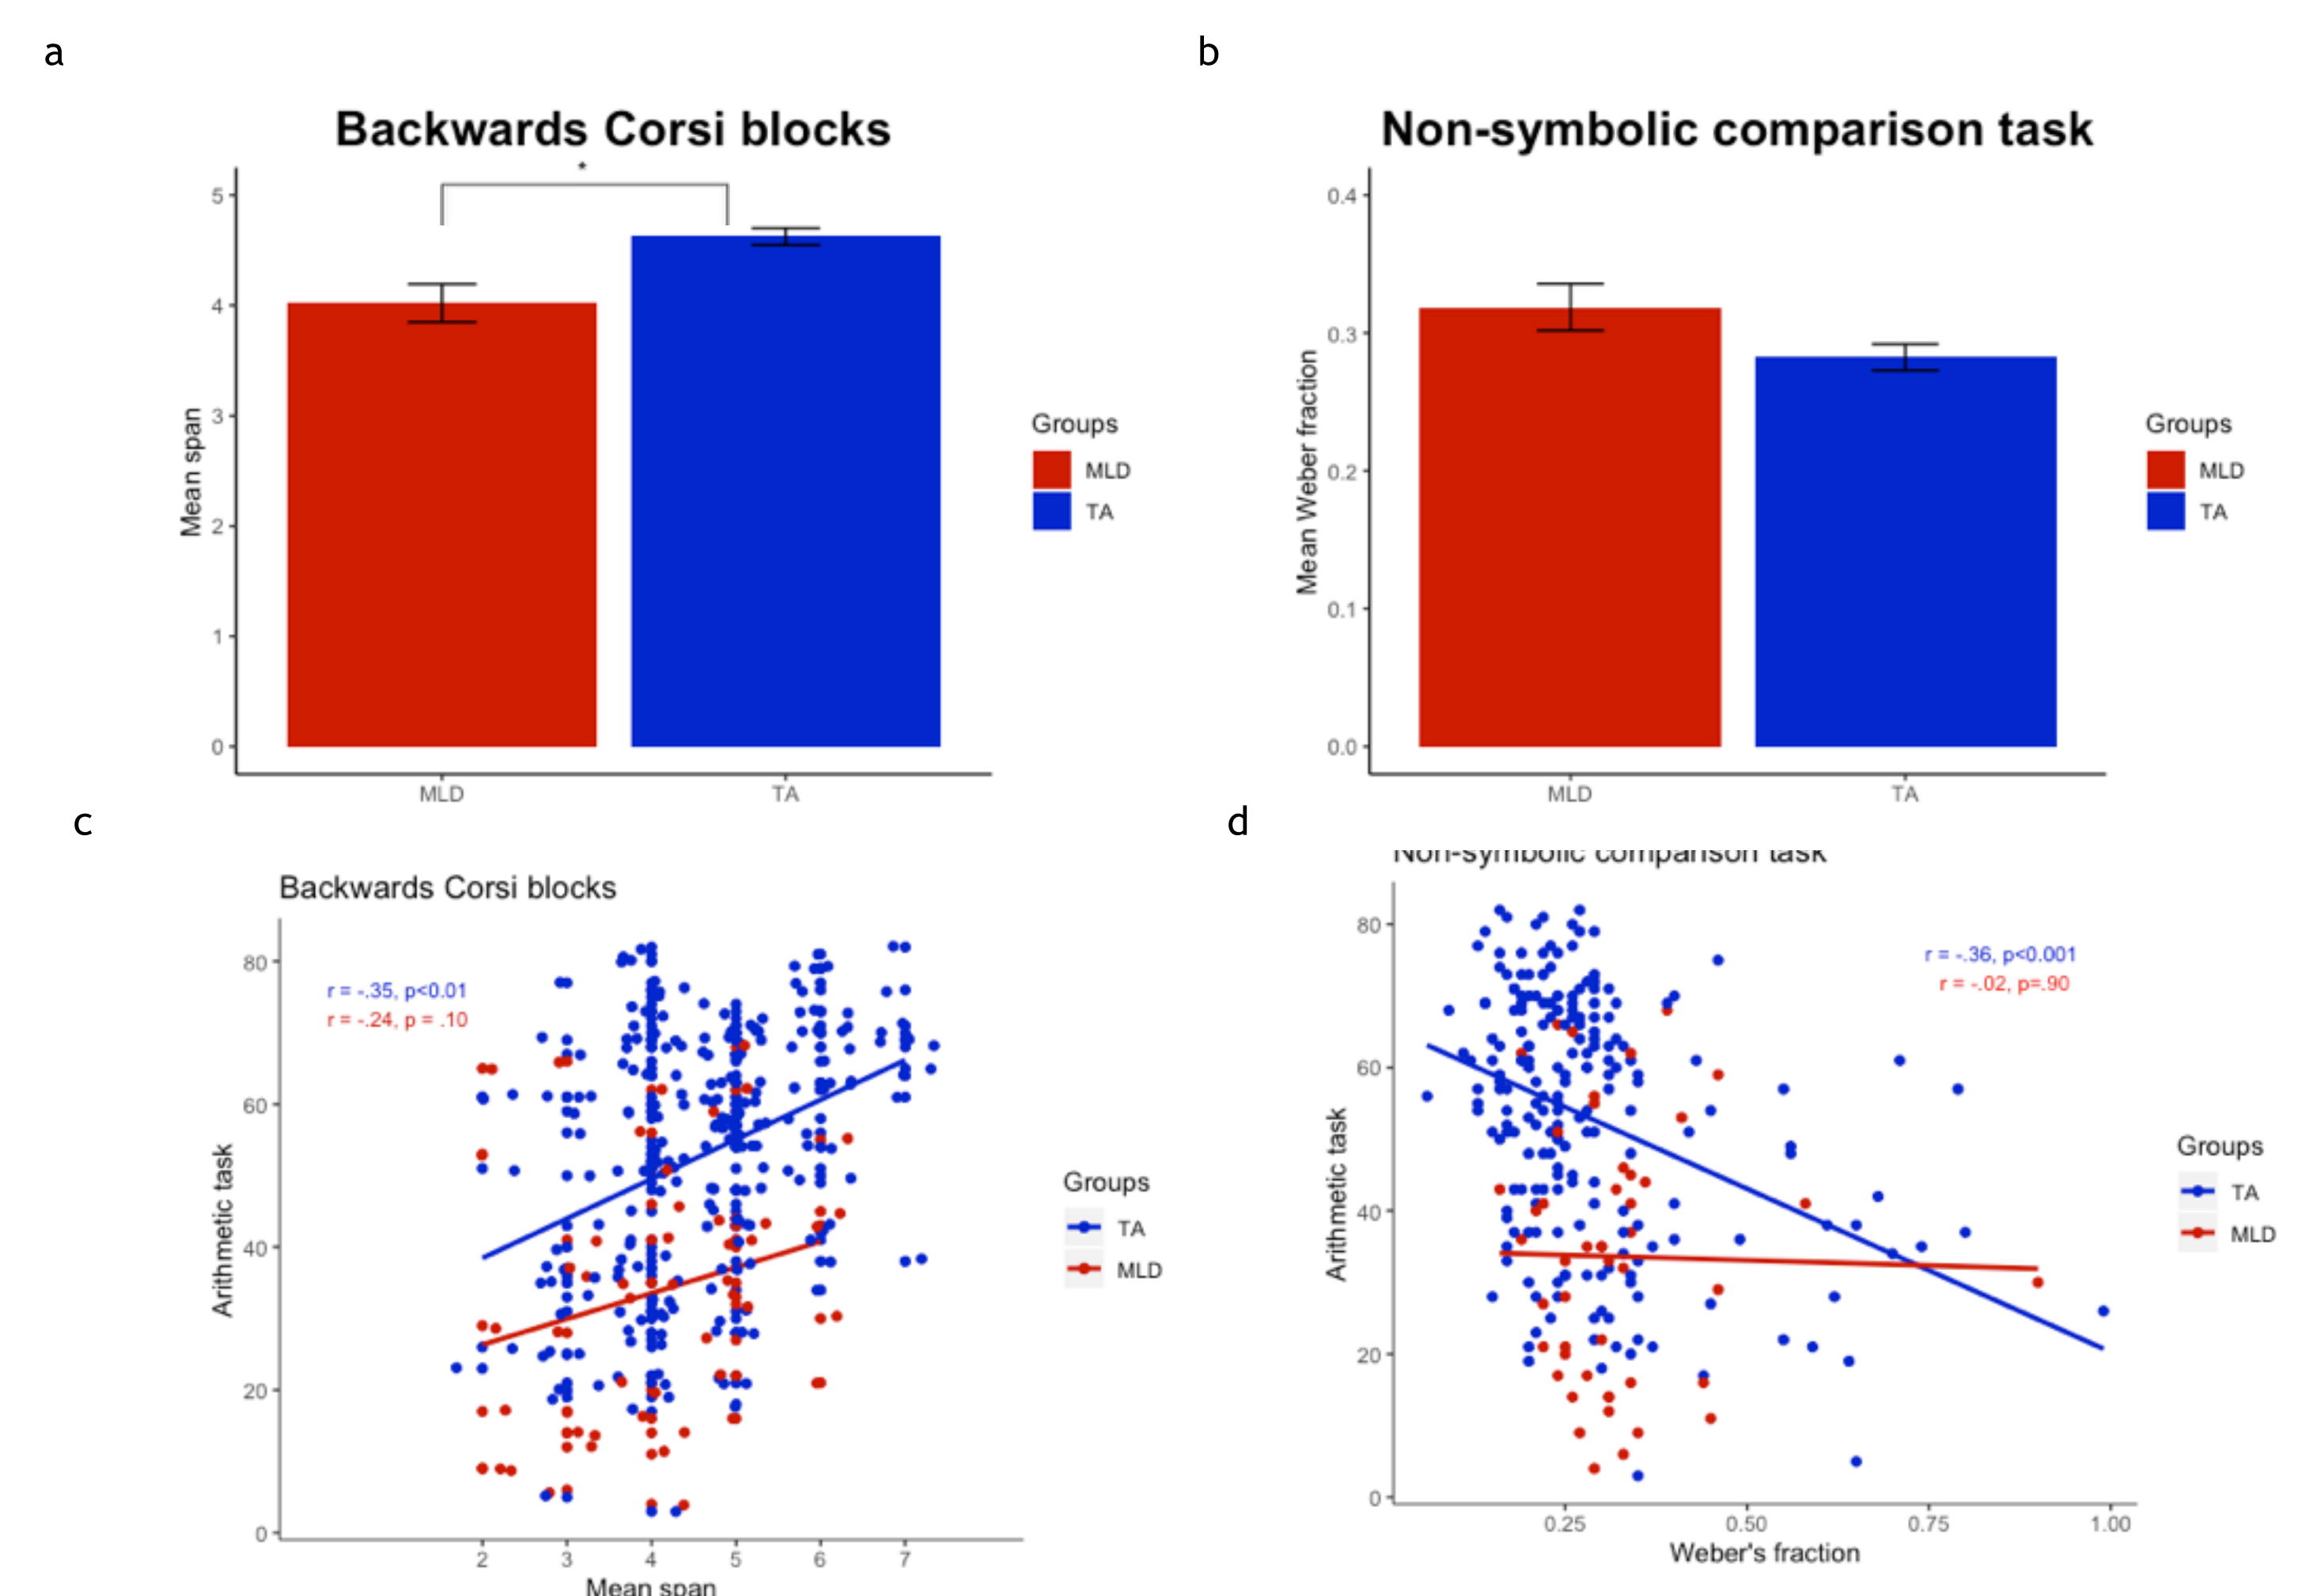 a
Backwards Corsi blocks
*
5
4
3
2
1
0
Mean span
MLD
TA
Groups
MLD
TA
b
Non-symbolic comparison task
0.4
0.3
0.2
0.1
0.0
Mean Weber fraction
MLD
TA
Groups
MLD
TA
c
Backwards Corsi blocks
r = -.35, p<0.01
r = -.24, p = .10
80
60
40
20
0
Arithmetic task
2
3
4
5
6
7
Mean span
Groups
TA
MLD
d
Non-symbolic comparison task
r = -.36, p<0.001
r = -.02, p=.90
80
60
40
20
0
Arithmetic task
0.25
0.50
0.75
1.00
Weber's fraction
Groups
TA
MLD